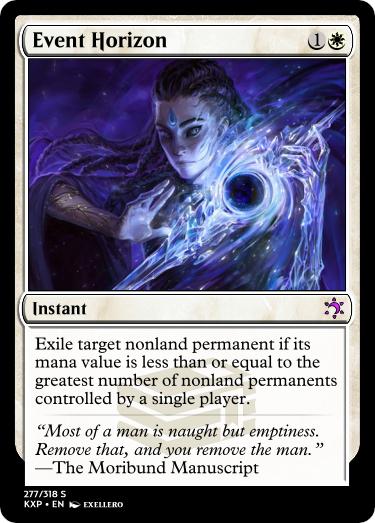 Event Horizon
1
Instant
Exile target nonland permanent if its
mana value is less than or equal to the
greatest number of nonland permanents
controlled by a single player.
“Most of a man is naught but emptiness.
Remove that, and you remove the man.”
—The Moribund Manuscript
277/318 S
KXP • EN EXELLERO